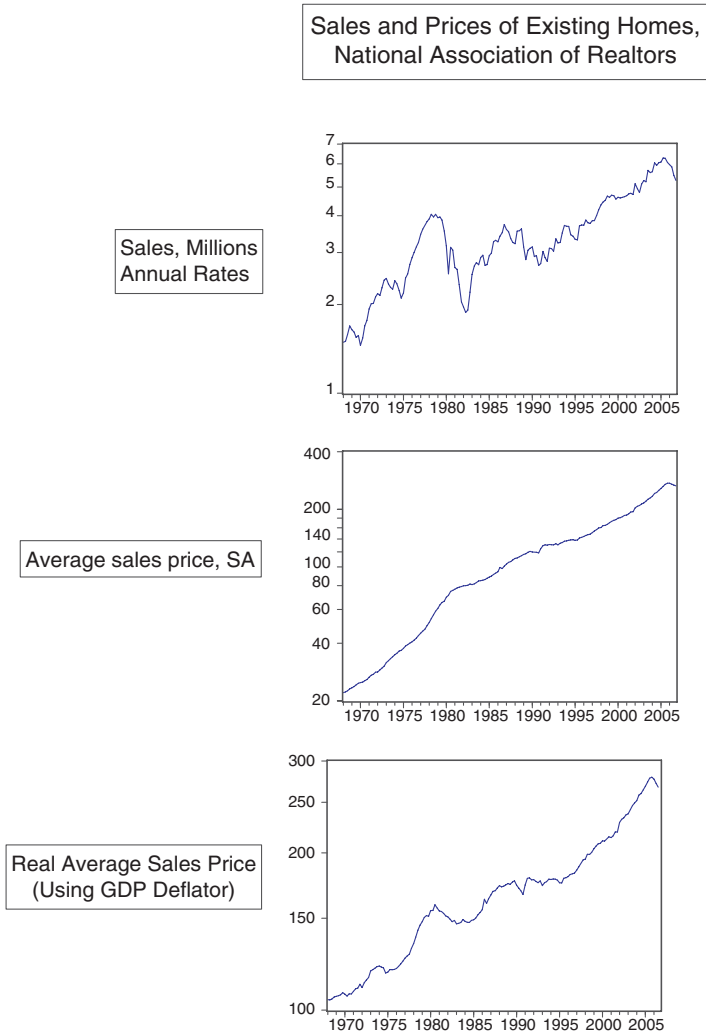 Sales and Prices of Existing Homes,
National Association of Realtors
Sales, Millions
Annual Rates
7
6
5
4
3
2
1
1970 1975 1980 1985 1990 1995 2000 2005
Average sales price, SA
400
200
140
100
80
60
40
20
1970 1975 1980 1985 1990 1995 2000 2005
Real Average Sales Price
(Using GDP Deflator)
300
250
200
150
100
1970 1975 1980 1985 1990 1995 2000 2005